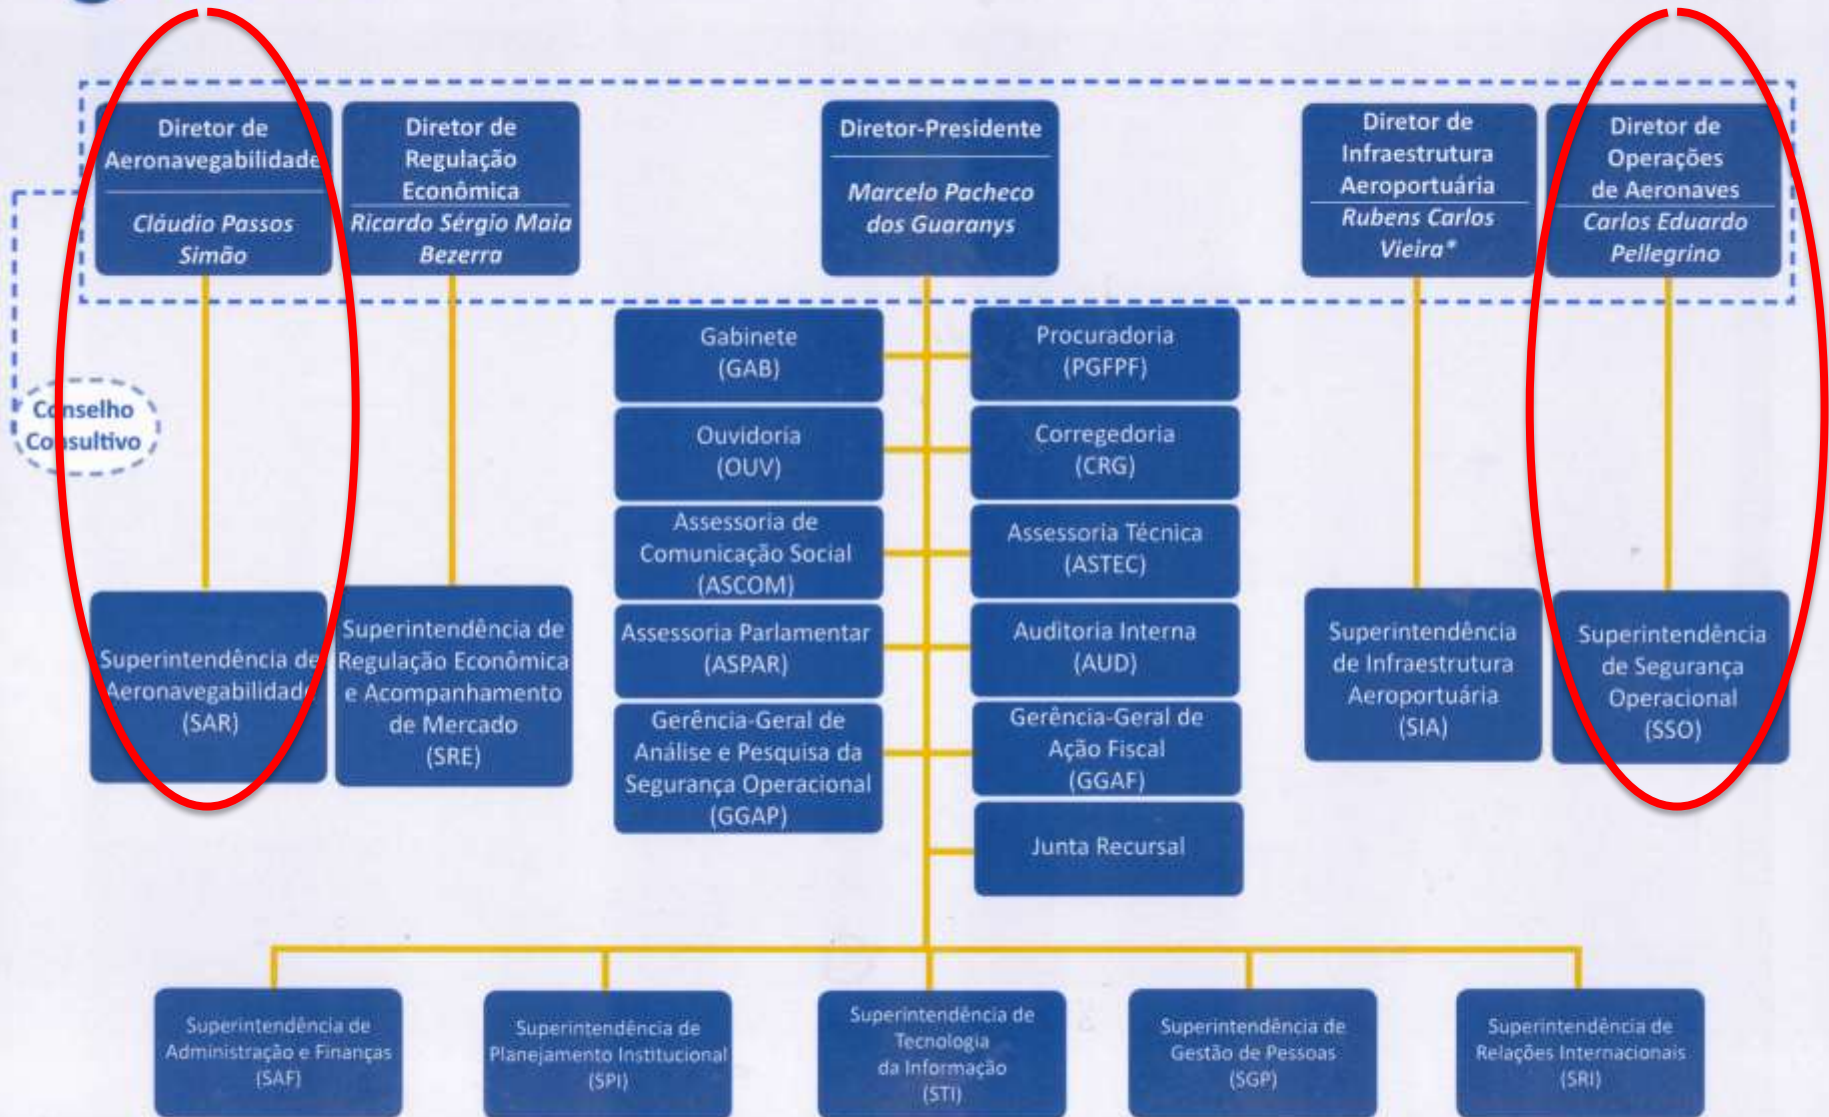 Diretor de
Aeronavegabilidade
Cláudio Passos
Simão
Diretor de
Regulação
Econômica
Ricardo Sérgio Maia
Bezerra
Diretor-Presidente
Marcelo Pacheco
dos Guaranys
Diretor de
Infraestrutura
Aeroportuária
Rubens Carlos
Vieira*
Diretor de
Operações
de Aeronaves
Carlos Eduardo
Pellegrino
Conselho
Consultivo
Gabinete
(GAB)
Procuradoria
(PGFPF)
Ouvidoria
(OUV)
Corregedoria
(CRG)
Assessoria de
Comunicação Social
(ASCOM)
Assessoria Técnica
(ASTEC)
Assessoria Parlamentar
(ASPAR)
Auditoria Interna
(AUD)
Gerência-Geral de
Análise e Pesquisa da
Segurança Operacional
(GGAP)
Gerência-Geral de
Ação Fiscal
(GGAF)
Junta Recursal
Superintendência de
Aeronavegabilidade
(SAR)
Superintendência de
Regulação Econômica
e Acompanhamento
de Mercado
(SRE)
Superintendência
de Infraestrutura
Aeroportuária
(SIA)
Superintendência
de Segurança
Operacional
(SSO)
Superintendência de
Administração e Finanças
(SAF)
Superintendência de
Planejamento Institucional
(SPI)
Superintendência de
Tecnologia
da Informação
(STI)
Superintendência de
Gestão de Pessoas
(SGP)
Superintendência de
Relações Internacionais
(SRI)